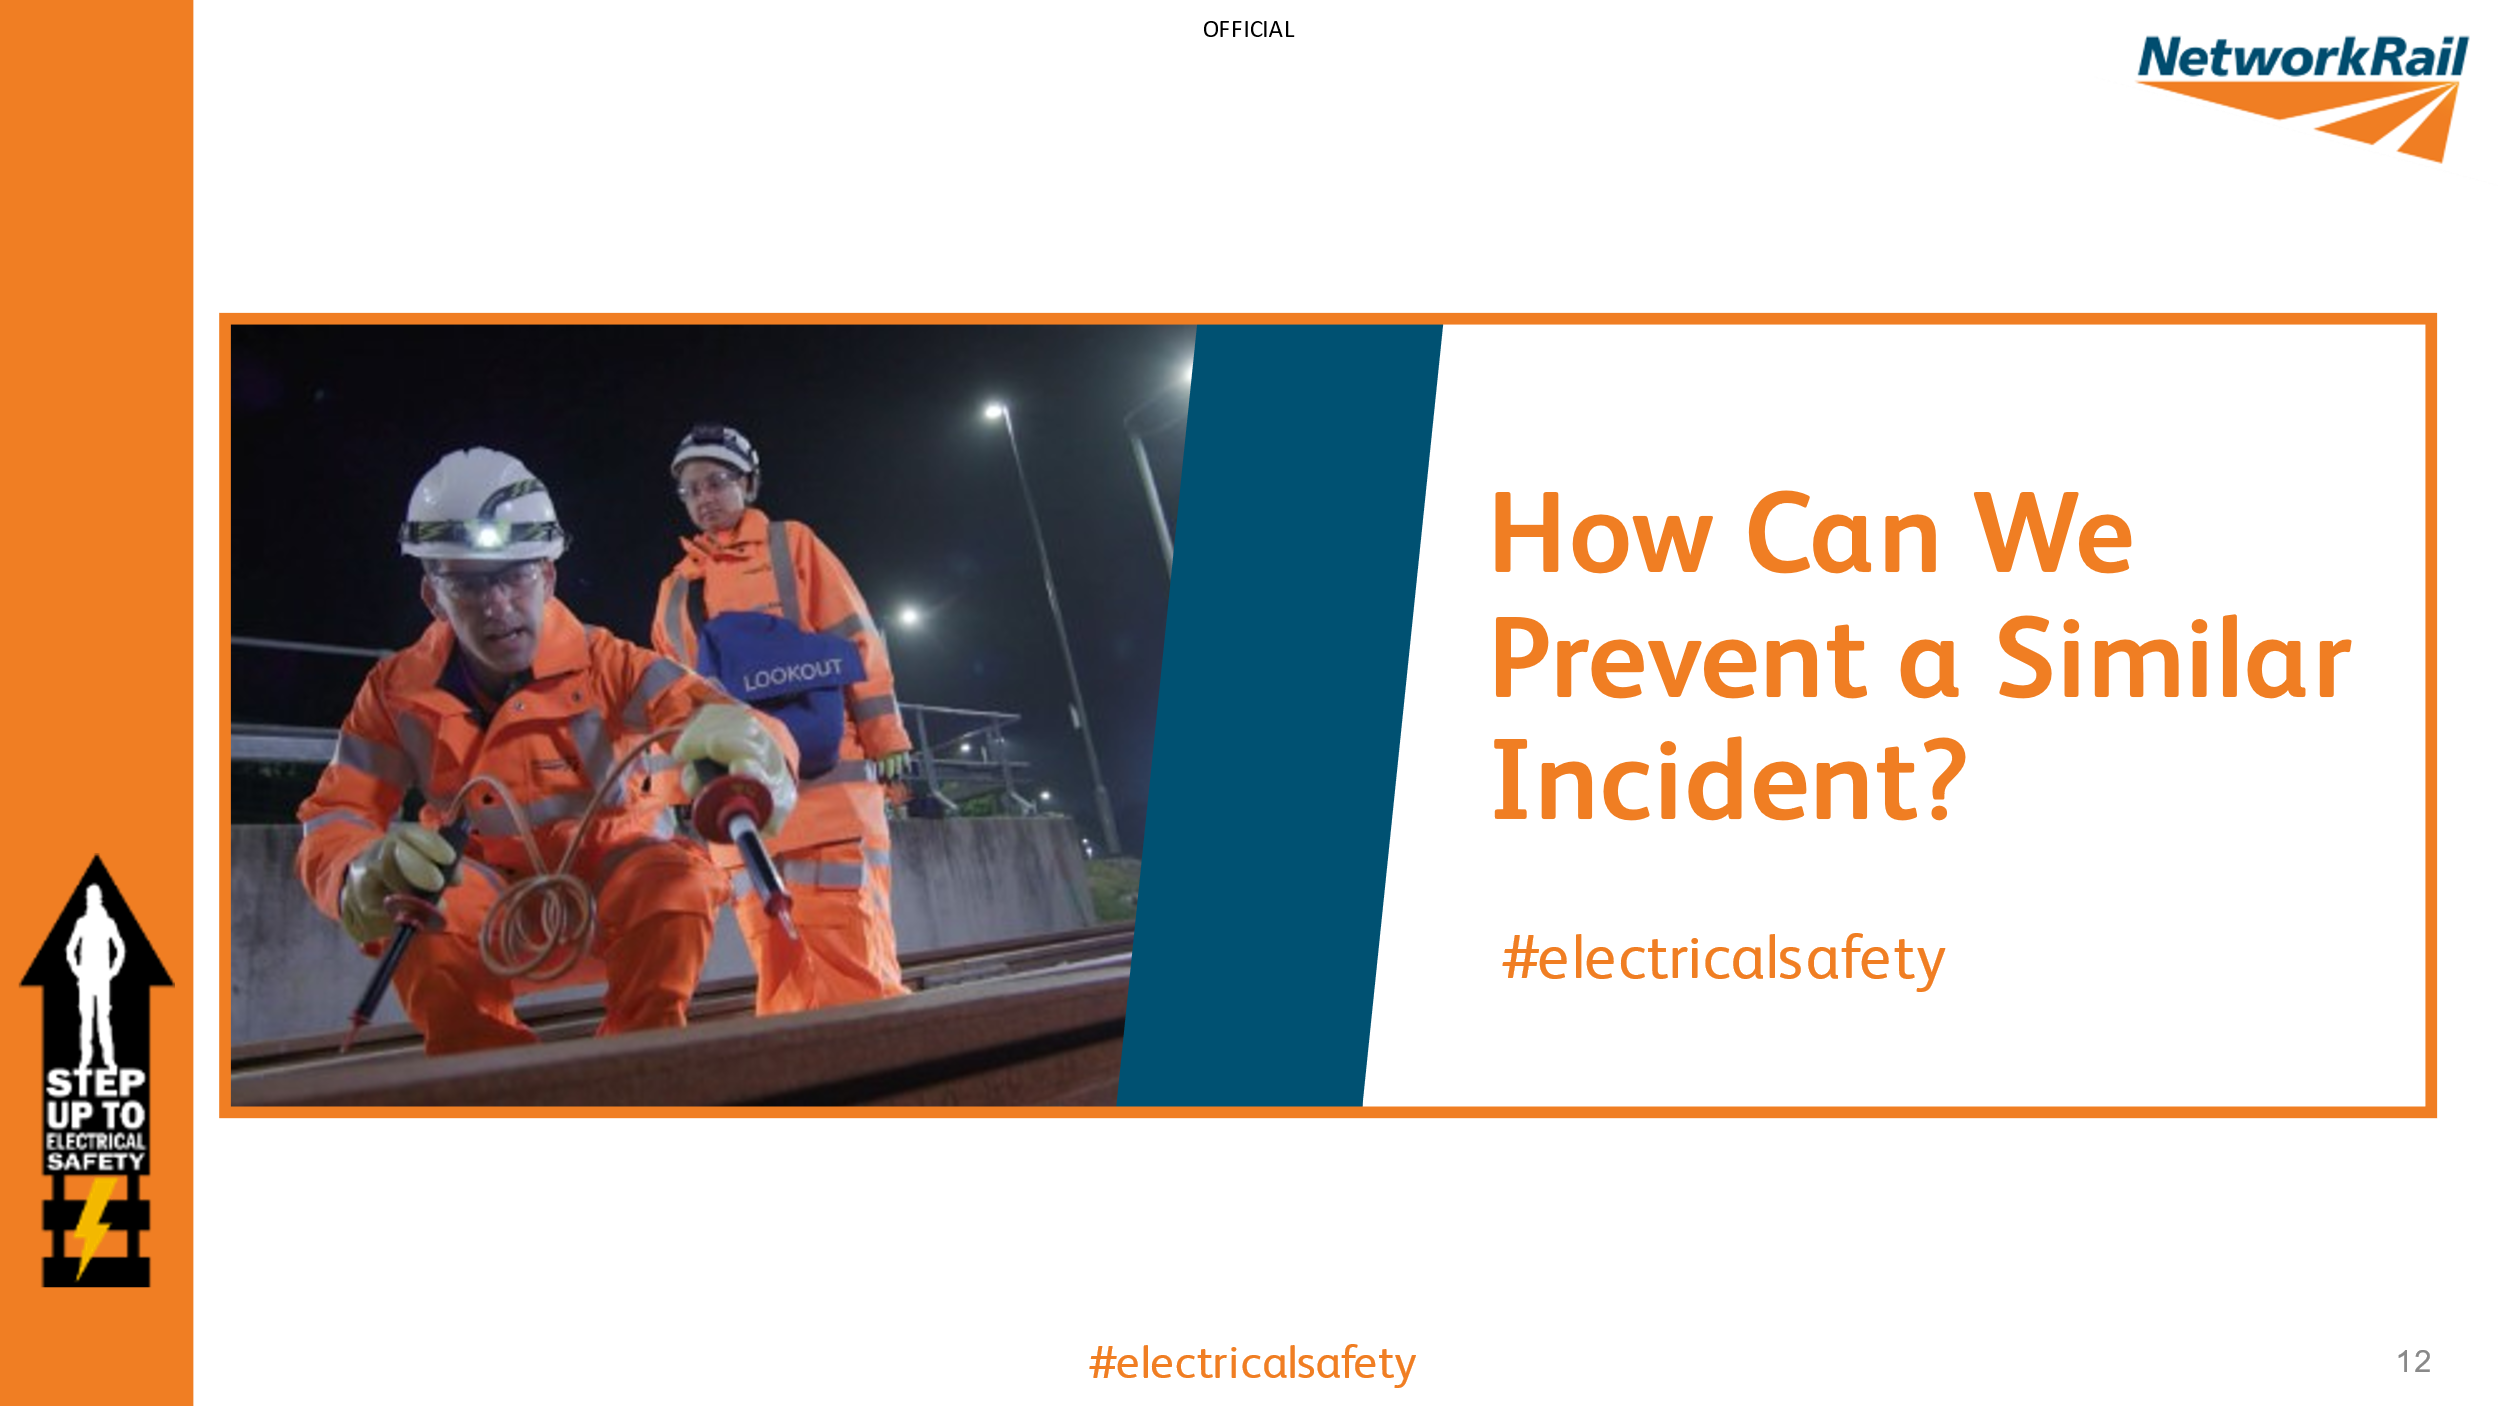 OFFICIAL
NetworkRail
How Can We
Prevent a Similar
Incident?
#electricalsafety
LOOKOUT
STEP
UP TO
ELECTRICAL
SAFETY
#electricalsafety
12